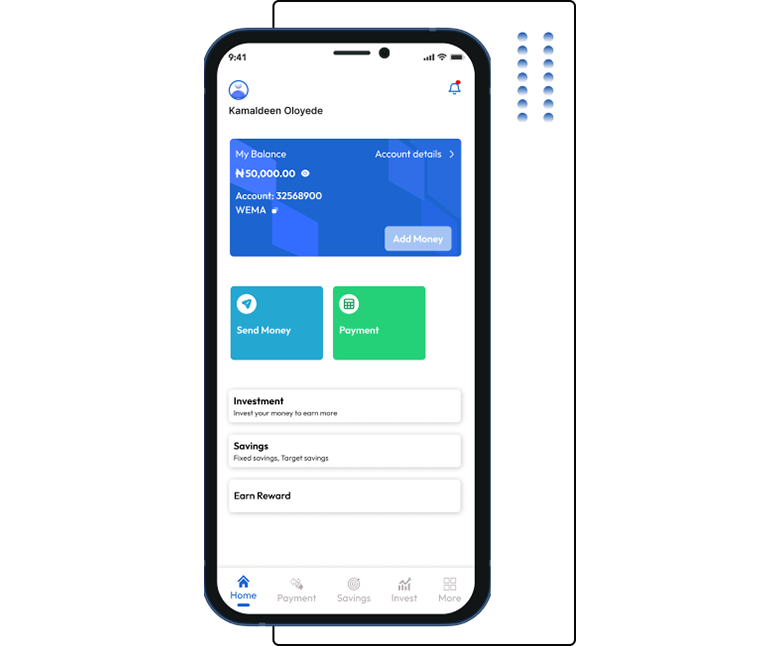 9:41
Kamaldeen Oloyede
My Balance
Account details
₦50,000.00
Account: 32568900
WEMA
Add Money
Send Money
Payment
Investment
Invest your money to earn more
Savings
Fixed savings, Target savings
Earn Reward
Home
Payment
Savings
Invest
More